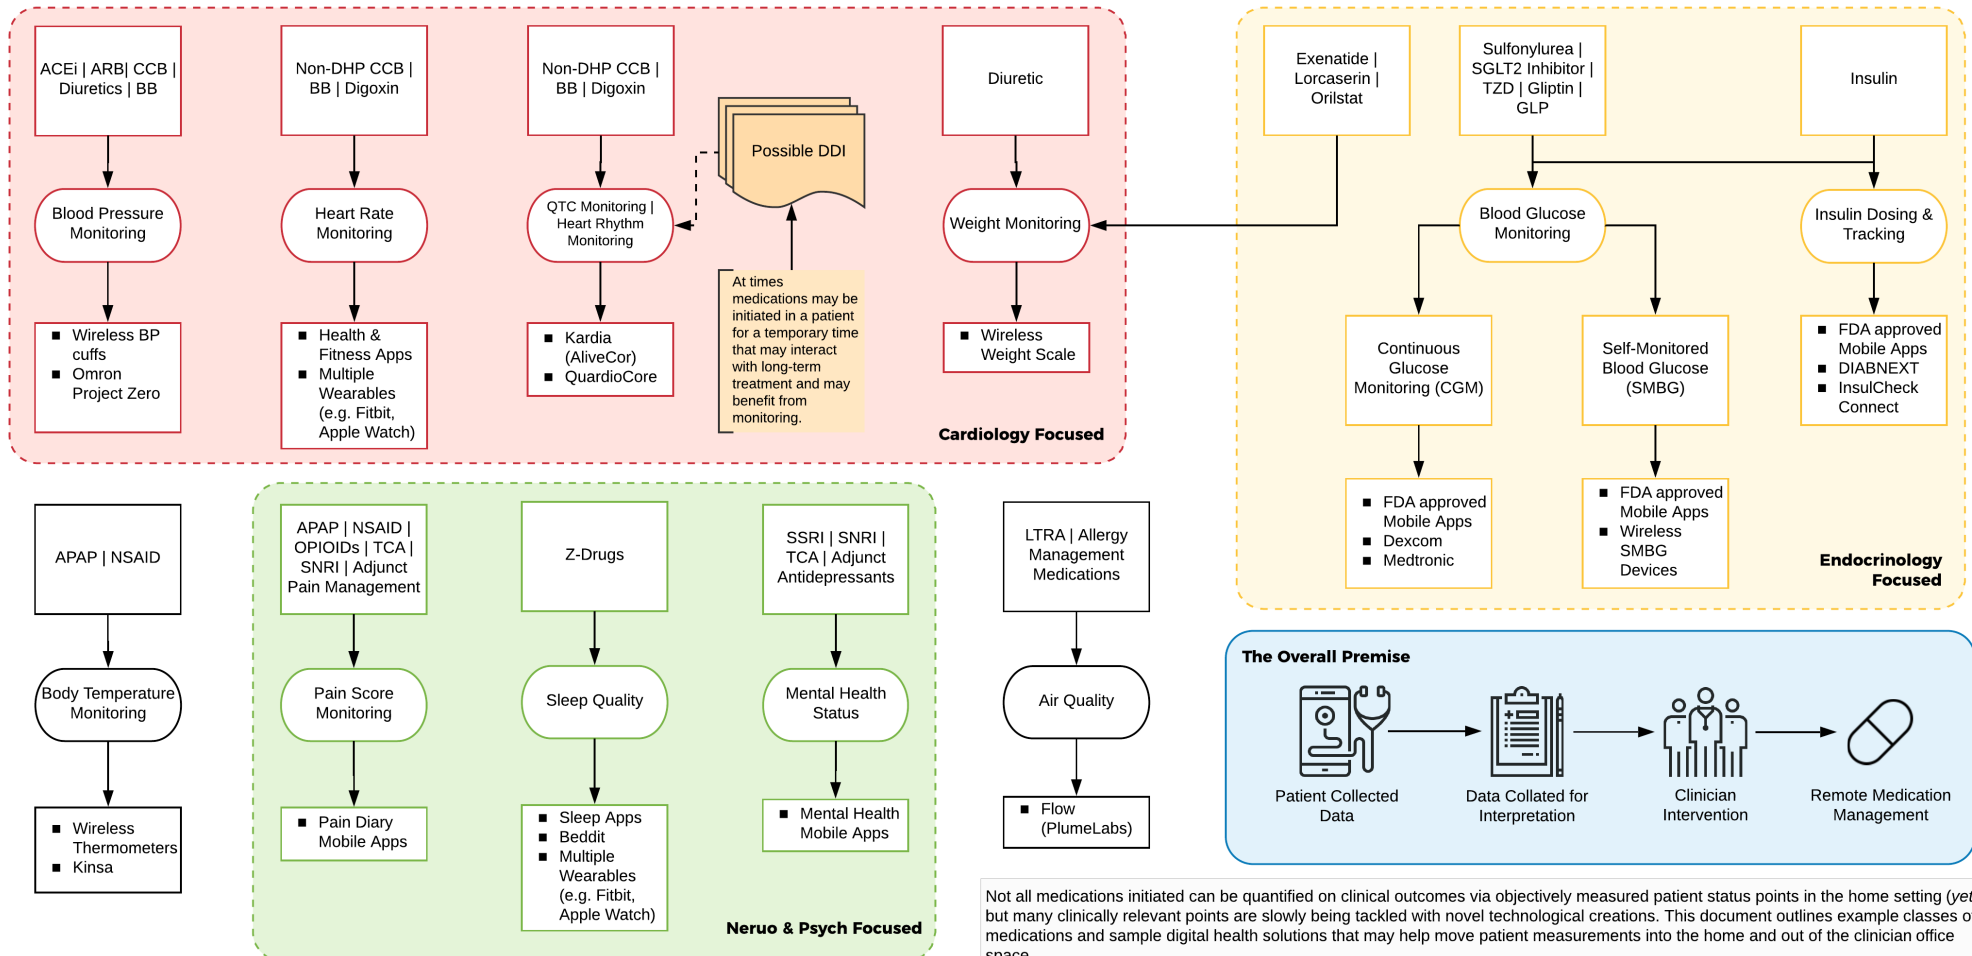 ACEi | ARB| CCB |
Diuretics | BB
Blood Pressure
Monitoring
■ Wireless BP
cuffs
■ Omron
Project Zero
Non-DHP CCB |
BB | Digoxin
Heart Rate
Monitoring
■ Health &
Fitness Apps
■ Multiple
Wearables
(e.g. Fitbit,
Apple Watch)
Non-DHP CCB |
BB | Digoxin
QTC Monitoring |
Heart Rhythm
Monitoring
■ Kardia
(AliveCor)
■ QuardioCore
Possible DDI
At times
medications may be
initiated in a patient
for a temporary time
that may interact
with long-term
treatment and may
benefit from
monitoring.
Diuretic
Weight Monitoring
■ Wireless
Weight Scale
Cardiology Focused
Exenatide |
Lorcaserin |
Orilstat
Sulfonylurea |
SGLT2 Inhibitor |
TZD | Gliptin |
GLP
Insulin
Blood Glucose
Monitoring
Insulin Dosing &
Tracking
Continuous
Glucose
Monitoring (CGM)
Self-Monitored
Blood Glucose
(SMBG)
■ FDA approved
Mobile Apps
■ DIABNEXT
■ InsulCheck
Connect
■ FDA approved
Mobile Apps
■ Dexcom
■ Medtronic
■ FDA approved
Mobile Apps
■ Wireless
SMBG
Devices
Endocrinology
Focused
APAP | NSAID
Body Temperature
Monitoring
■ Wireless
Thermometers
■ Kinsa
APAP | NSAID |
OPIOIDs | TCA |
SNRI | Adjunct
Pain Management
Pain Score
Monitoring
■ Pain Diary
Mobile Apps
Z-Drugs
Sleep Quality
■ Sleep Apps
■ Beddit
■ Multiple
Wearables
(e.g. Fitbit,
Apple Watch)
SSRI | SNRI |
TCA | Adjunct
Antidepressants
Mental Health
Status
■ Mental Health
Mobile Apps
Neruo & Psych Focused
LTRA | Allergy
Management
Medications
Air Quality
■ Flow
(PlumeLabs)
The Overall Premise
Patient Collected
Data
Data Collated for
Interpretation
Clinician
Intervention
Remote Medication
Management
Not all medications initiated can be quantified on clinical outcomes via objectively measured patient status points in the home setting (yet
but many clinically relevant points are slowly being tackled with novel technological creations. This document outlines example classes of
medications and sample digital health solutions that may help move patient measurements into the home and out of the clinician office
space